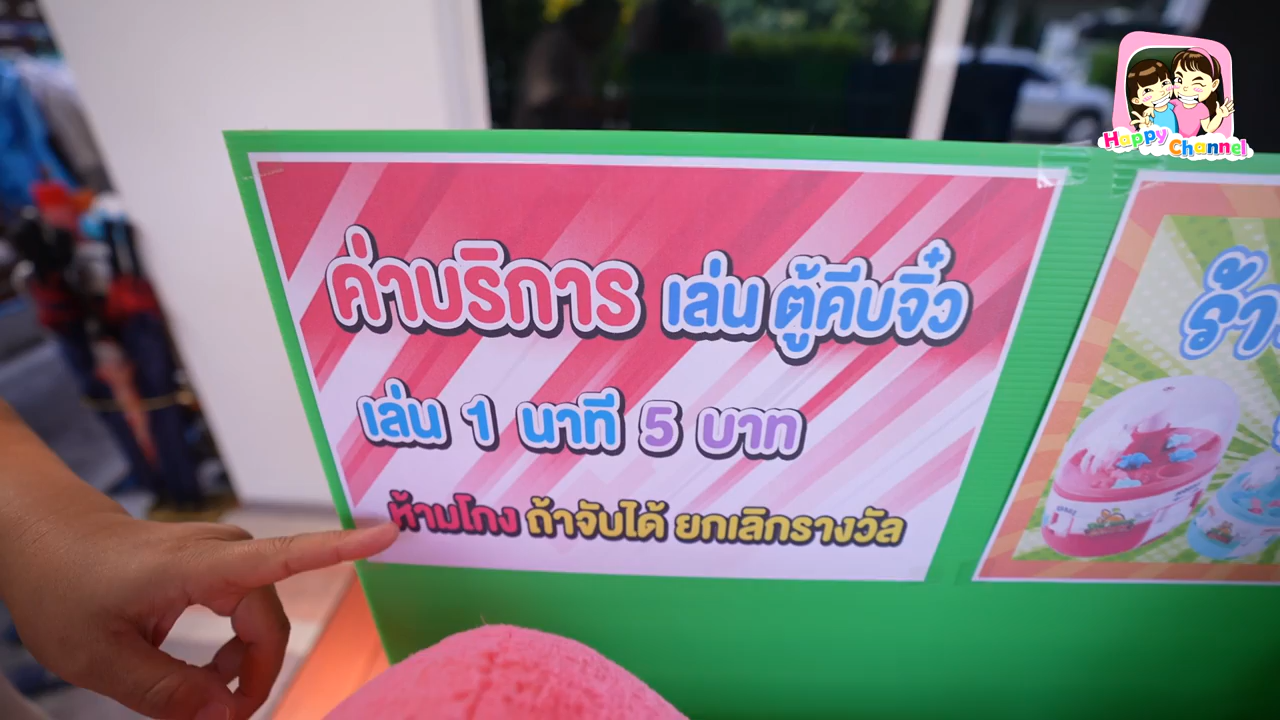 Happy Channel
ค่าบริการ เล่น ตู้คีบจิ๋ว
เล่น 1 นาที 5 บาท
ห้ามโกง ถ้าจับได้ ยกเลิกรางวัล